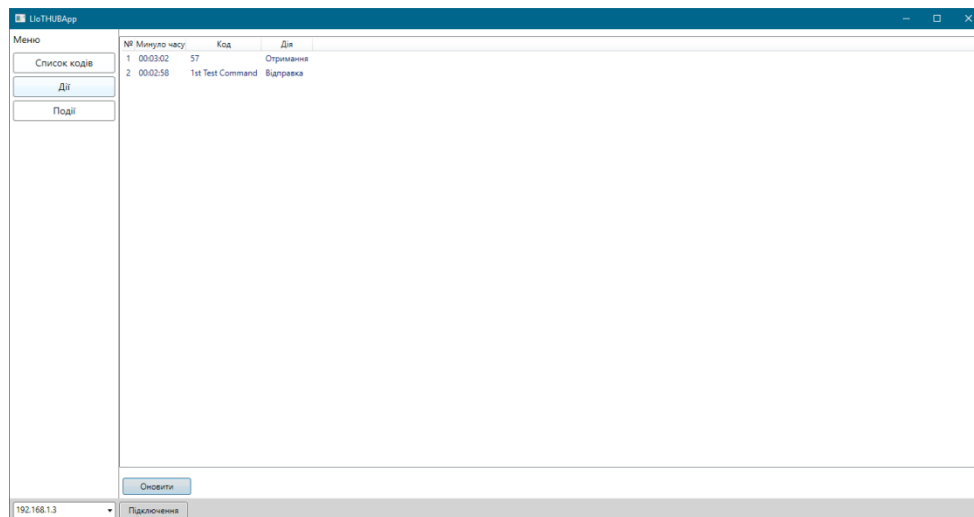 LIoTHUBApp
Меню
Список кодів
Дії
Події
№ Минуло часу Код Дія
1 00:03:02 57 Отримання
2 00:02:58 1st Test Command Відправка
Оновити
192.168.1.3 Підключення